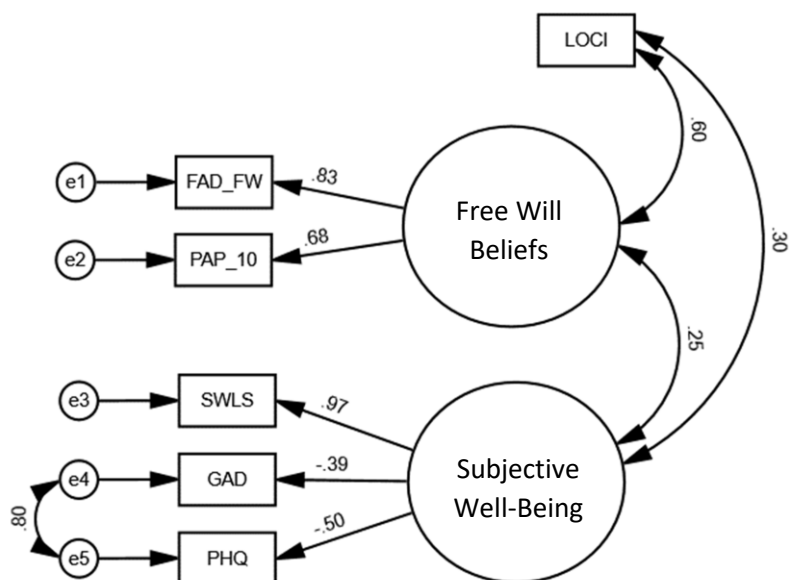 LOCI
.60
.30
e1
FAD_FW
.83
Free Will
Beliefs
e2
PAP_10
.68
.25
e3
SWLS
.97
Subjective
Well-Being
e4
GAD
-.39
.80
e5
PHQ
-.50